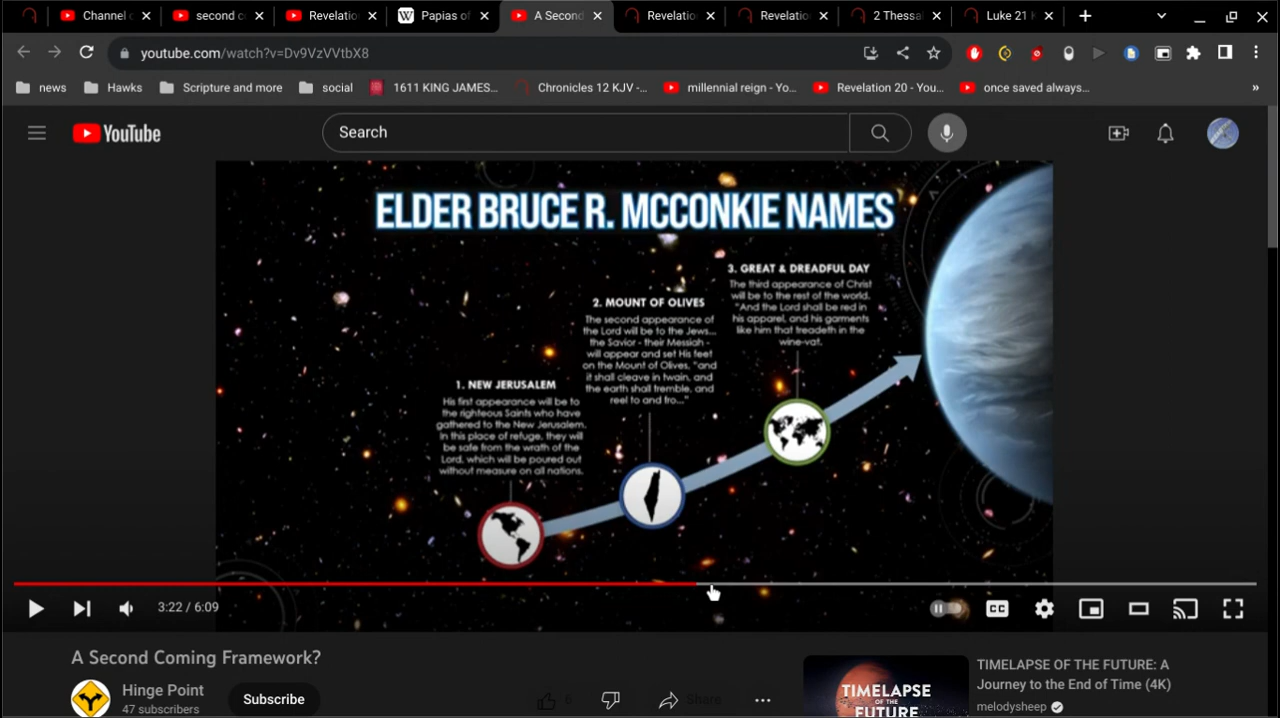 Channel c
second c
Revelatio
Papias of
A Second
Revelatio
Revelatio
2 Thessal
Luke 21 K
youtube.com/watch?v=Dv9VzVVtbX8
news
Hawks
Scripture and more
social
1611 KING JAMES...
Chronicles 12 KJV -...
millennial reign - Yo...
Revelation 20 - You...
once saved always...
»
YouTube
Search
ELDER BRUCE R. MCCONKIE NAMES
3. GREAT & DREADFUL DAY
The third appearance of Christ
will be to the rest of the world.
"And the Lord shall be red in
his apparel, and his garments
like him that treadeth in the
wine-vat.
2. MOUNT OF OLIVES
The second appearance of
the Lord will be to the Jews...
the Savior - their Messiah -
will appear and set His feet
on the Mount of Olives, "and
it shall cleave in twain, and
the earth shall tremble, and
reel to and fro..."
1. NEW JERUSALEM
His first appearance will be to
the righteous Saints who have
gathered to the New Jerusalem.
In this place of refuge, they will
be safe from the wrath of the
Lord, which will be poured out
without measure on all nations.
3:22 / 6:09
CC
A Second Coming Framework?
Hinge Point
47 subscribers
Subscribe
6
Share
TIMELAPSE
OF THE
FUTURE
TIMELAPSE OF THE FUTURE: A
Journey to the End of Time (4K)
melodysheep